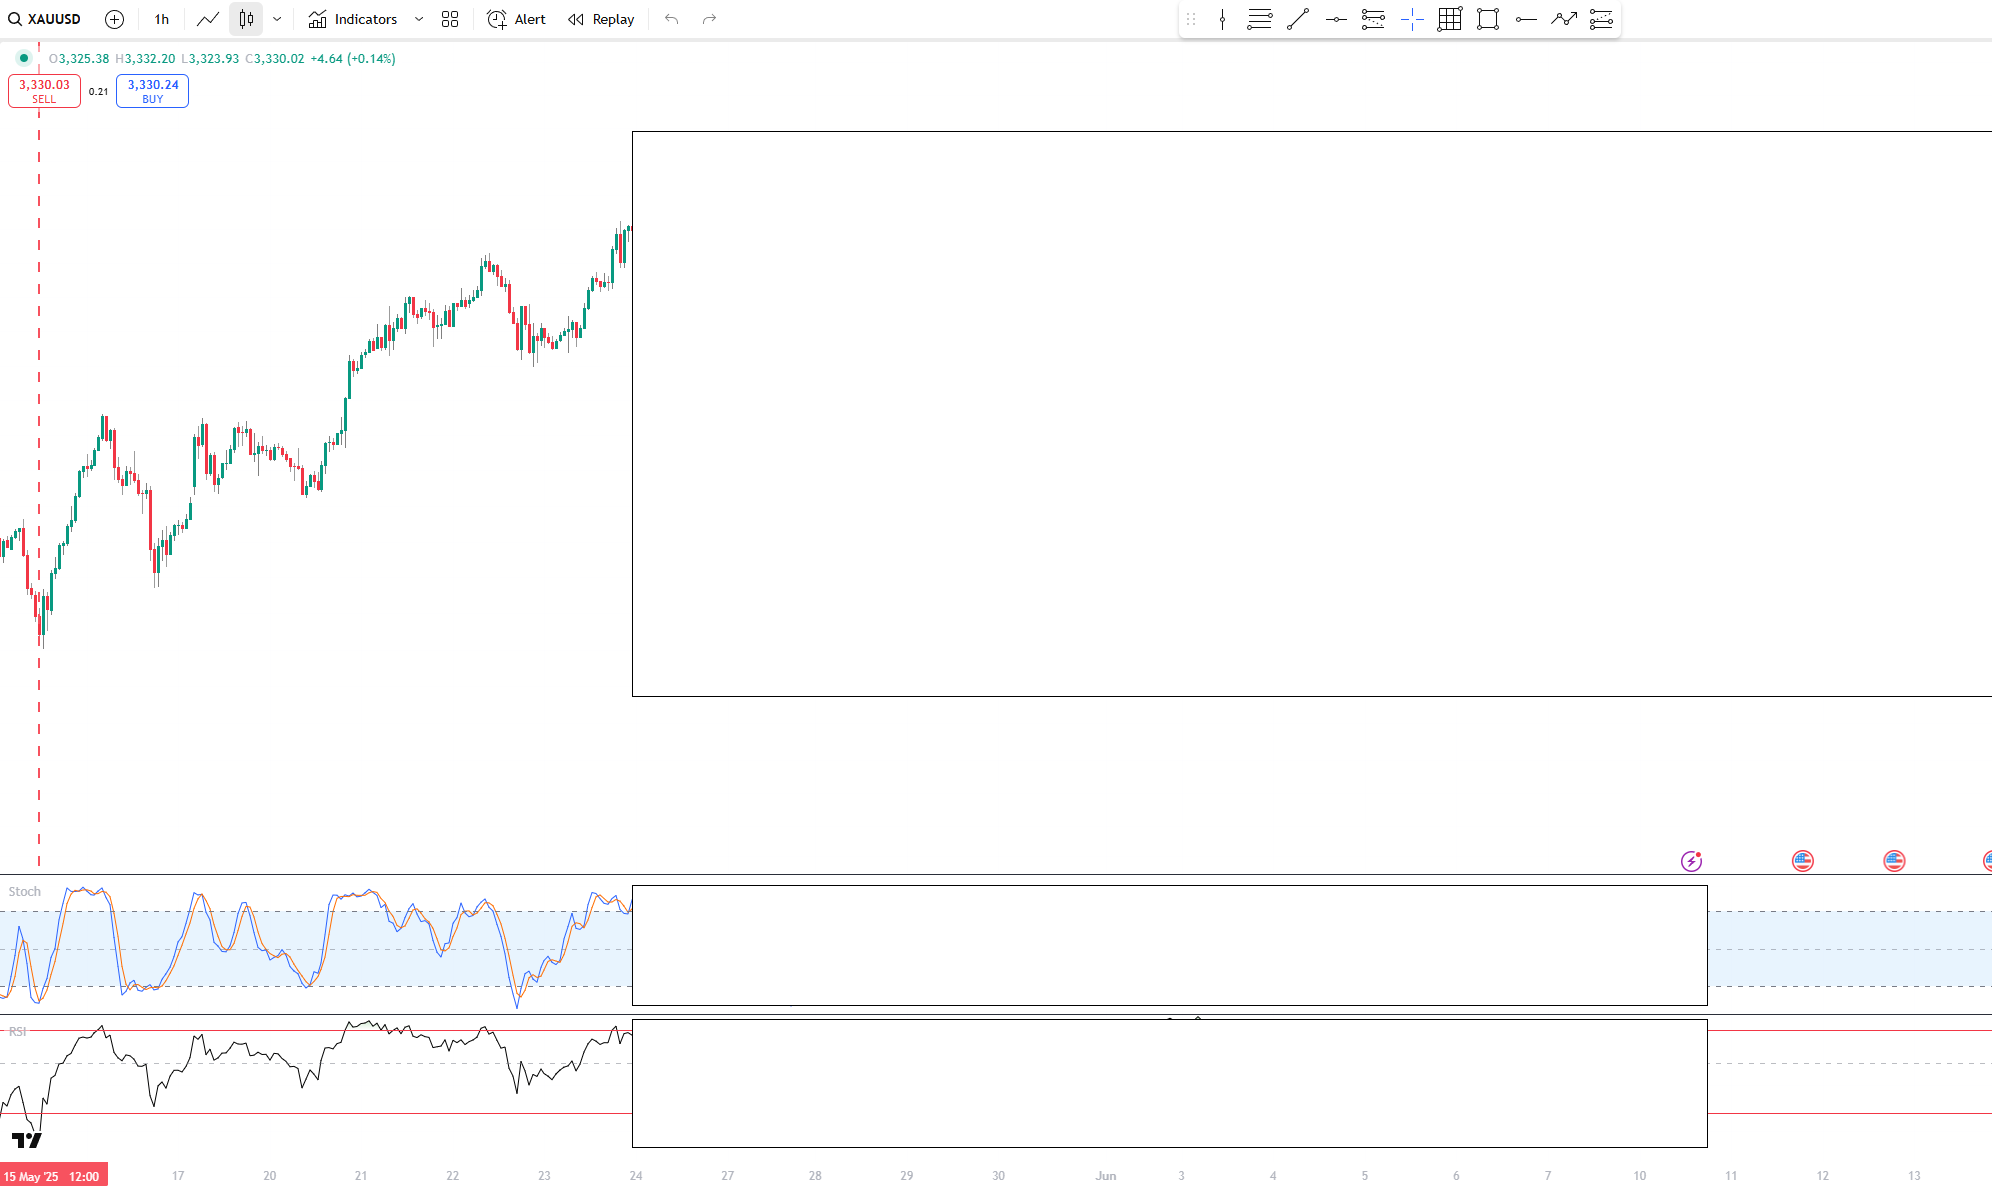 XAUUSD 1h Indicators Alert Replay
O3,325.38 H3,332.20 L3,323.93 C3,330.02 +4.64 (+0.14%)
3,330.03 0.21 3,330.24
SELL BUY
Stoch
RSI
15 May '25 12:00 17 20 21 22 23 24 27 28 29 30 Jun 3 4 5 6 7 10 11 12 13